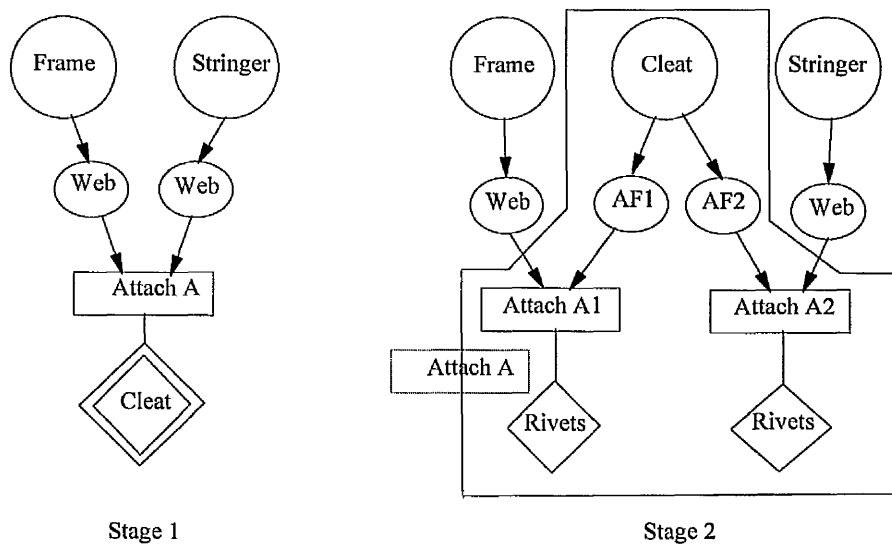 Frame Stringer
Web Web
Attach A
Cleat
Stage 1
Frame Cleat Stringer
Web AF1 AF2 Web
Attach A1 Attach A2
Attach A
Rivets Rivets
Stage 2